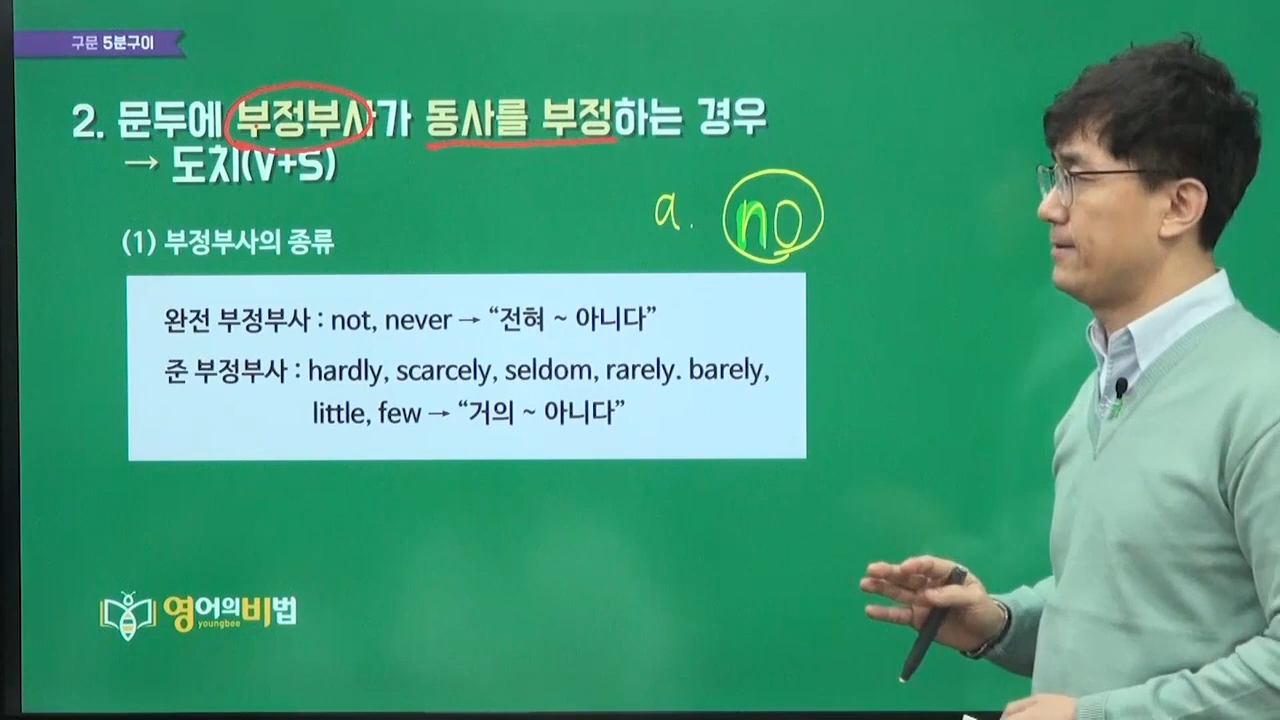 구문 5분구이
2. 문두에 부정부사가 동사를 부정하는 경우
→ 도치(V+S)
a. no
(1) 부정부사의 종류
완전 부정부사 : not, never → “전혀 ~ 아니다”
준 부정부사 : hardly, scarcely, seldom, rarely. barely,
little, few → “거의 ~ 아니다”
영어의비법
youngbee